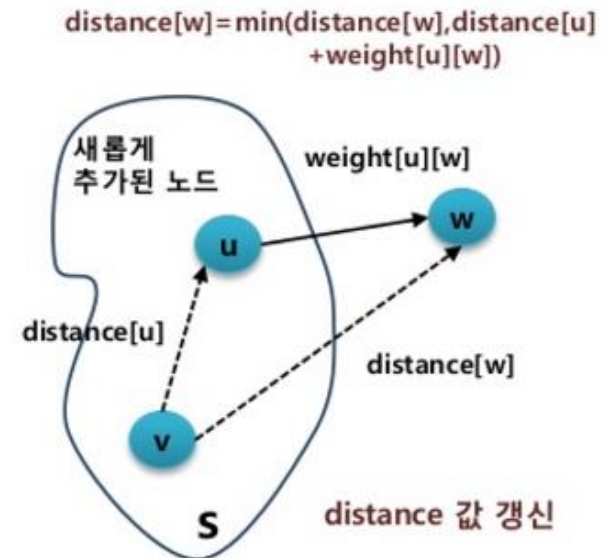 distance[w]=min(distance[w],distance[u]
+weight[u][w])
새롭게
추가된 노드
weight[u][w]
w
u
distance[u]
distance[w]
v
S
distance 값 갱신